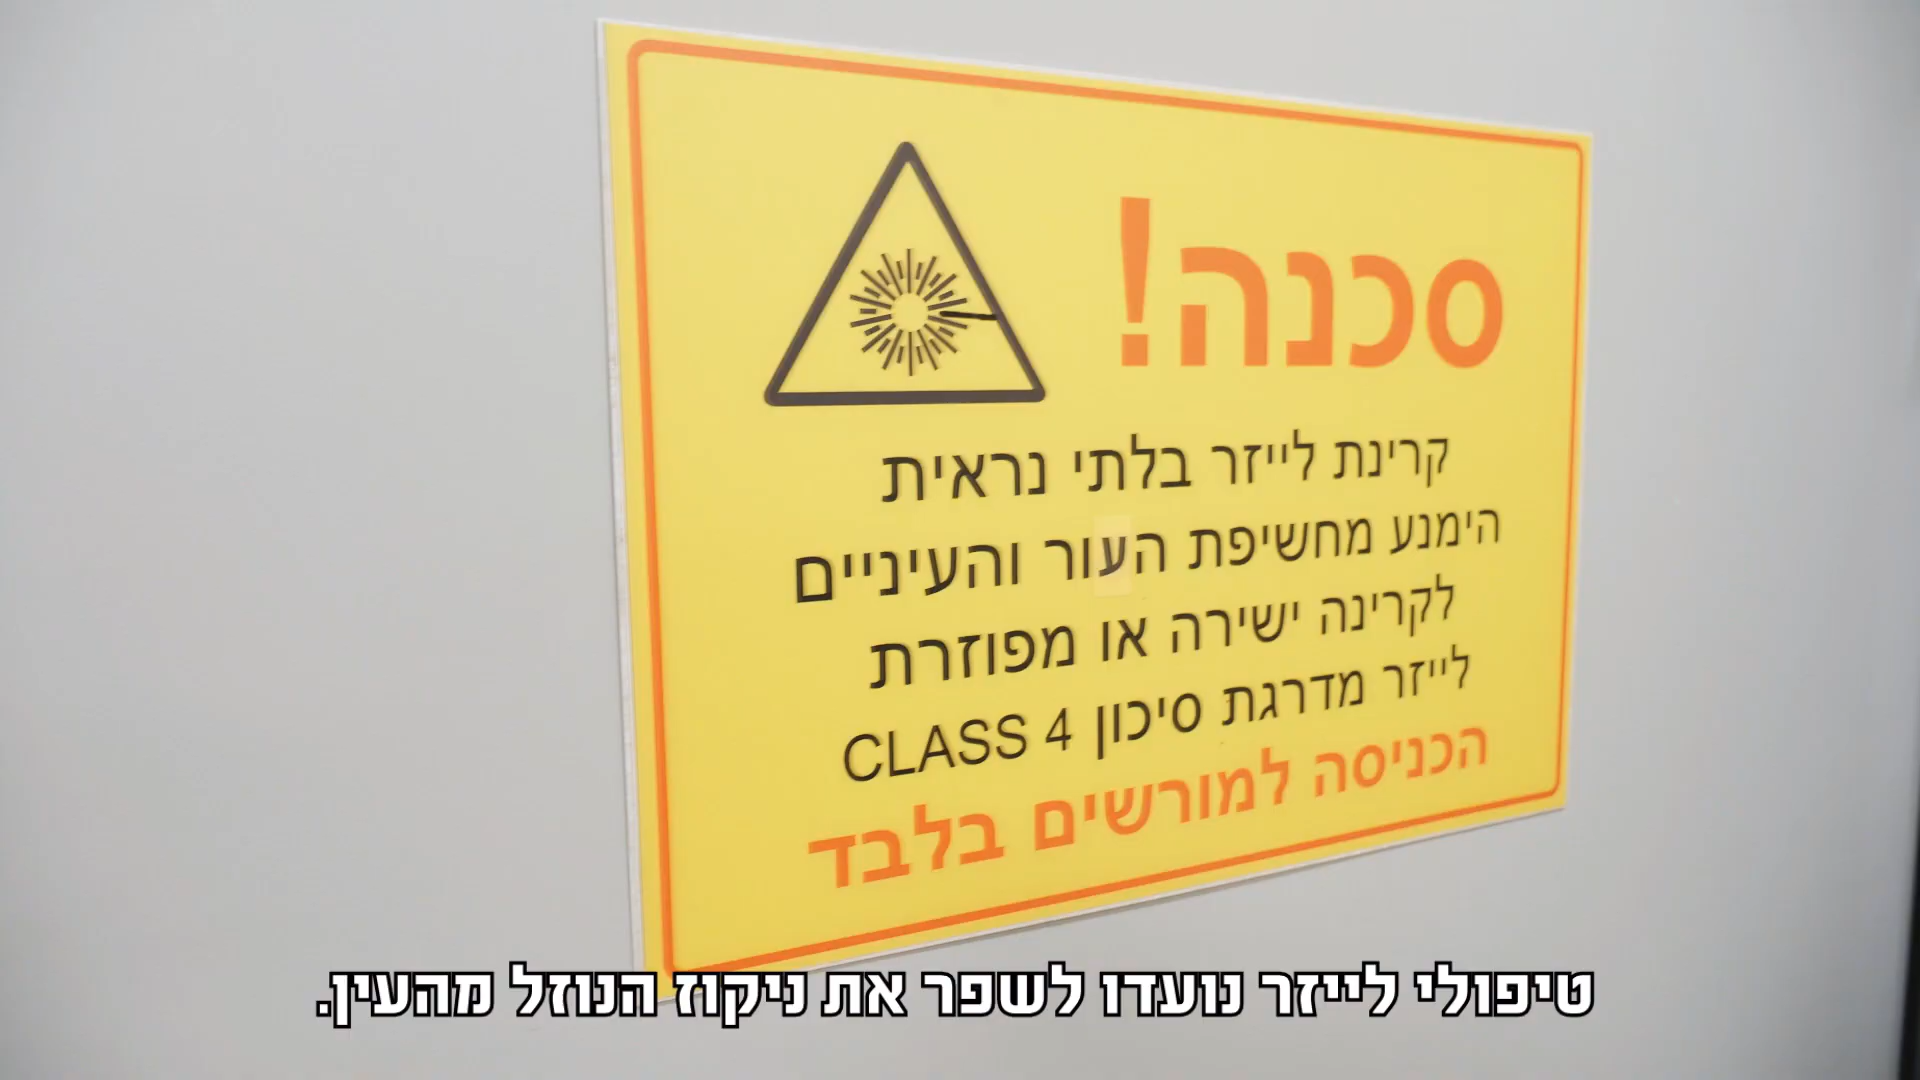 סכנה!
קרינת לייזר בלתי נראית
הימנע מחשיפת העור והעיניים
לקרינה ישירה או מפוזרת
לייזר מדרגת סיכון CLASS 4
הכניסה למורשים בלבד
טיפולי לייזר נועדו לשפר את ניקוז הנוזל מהעין.